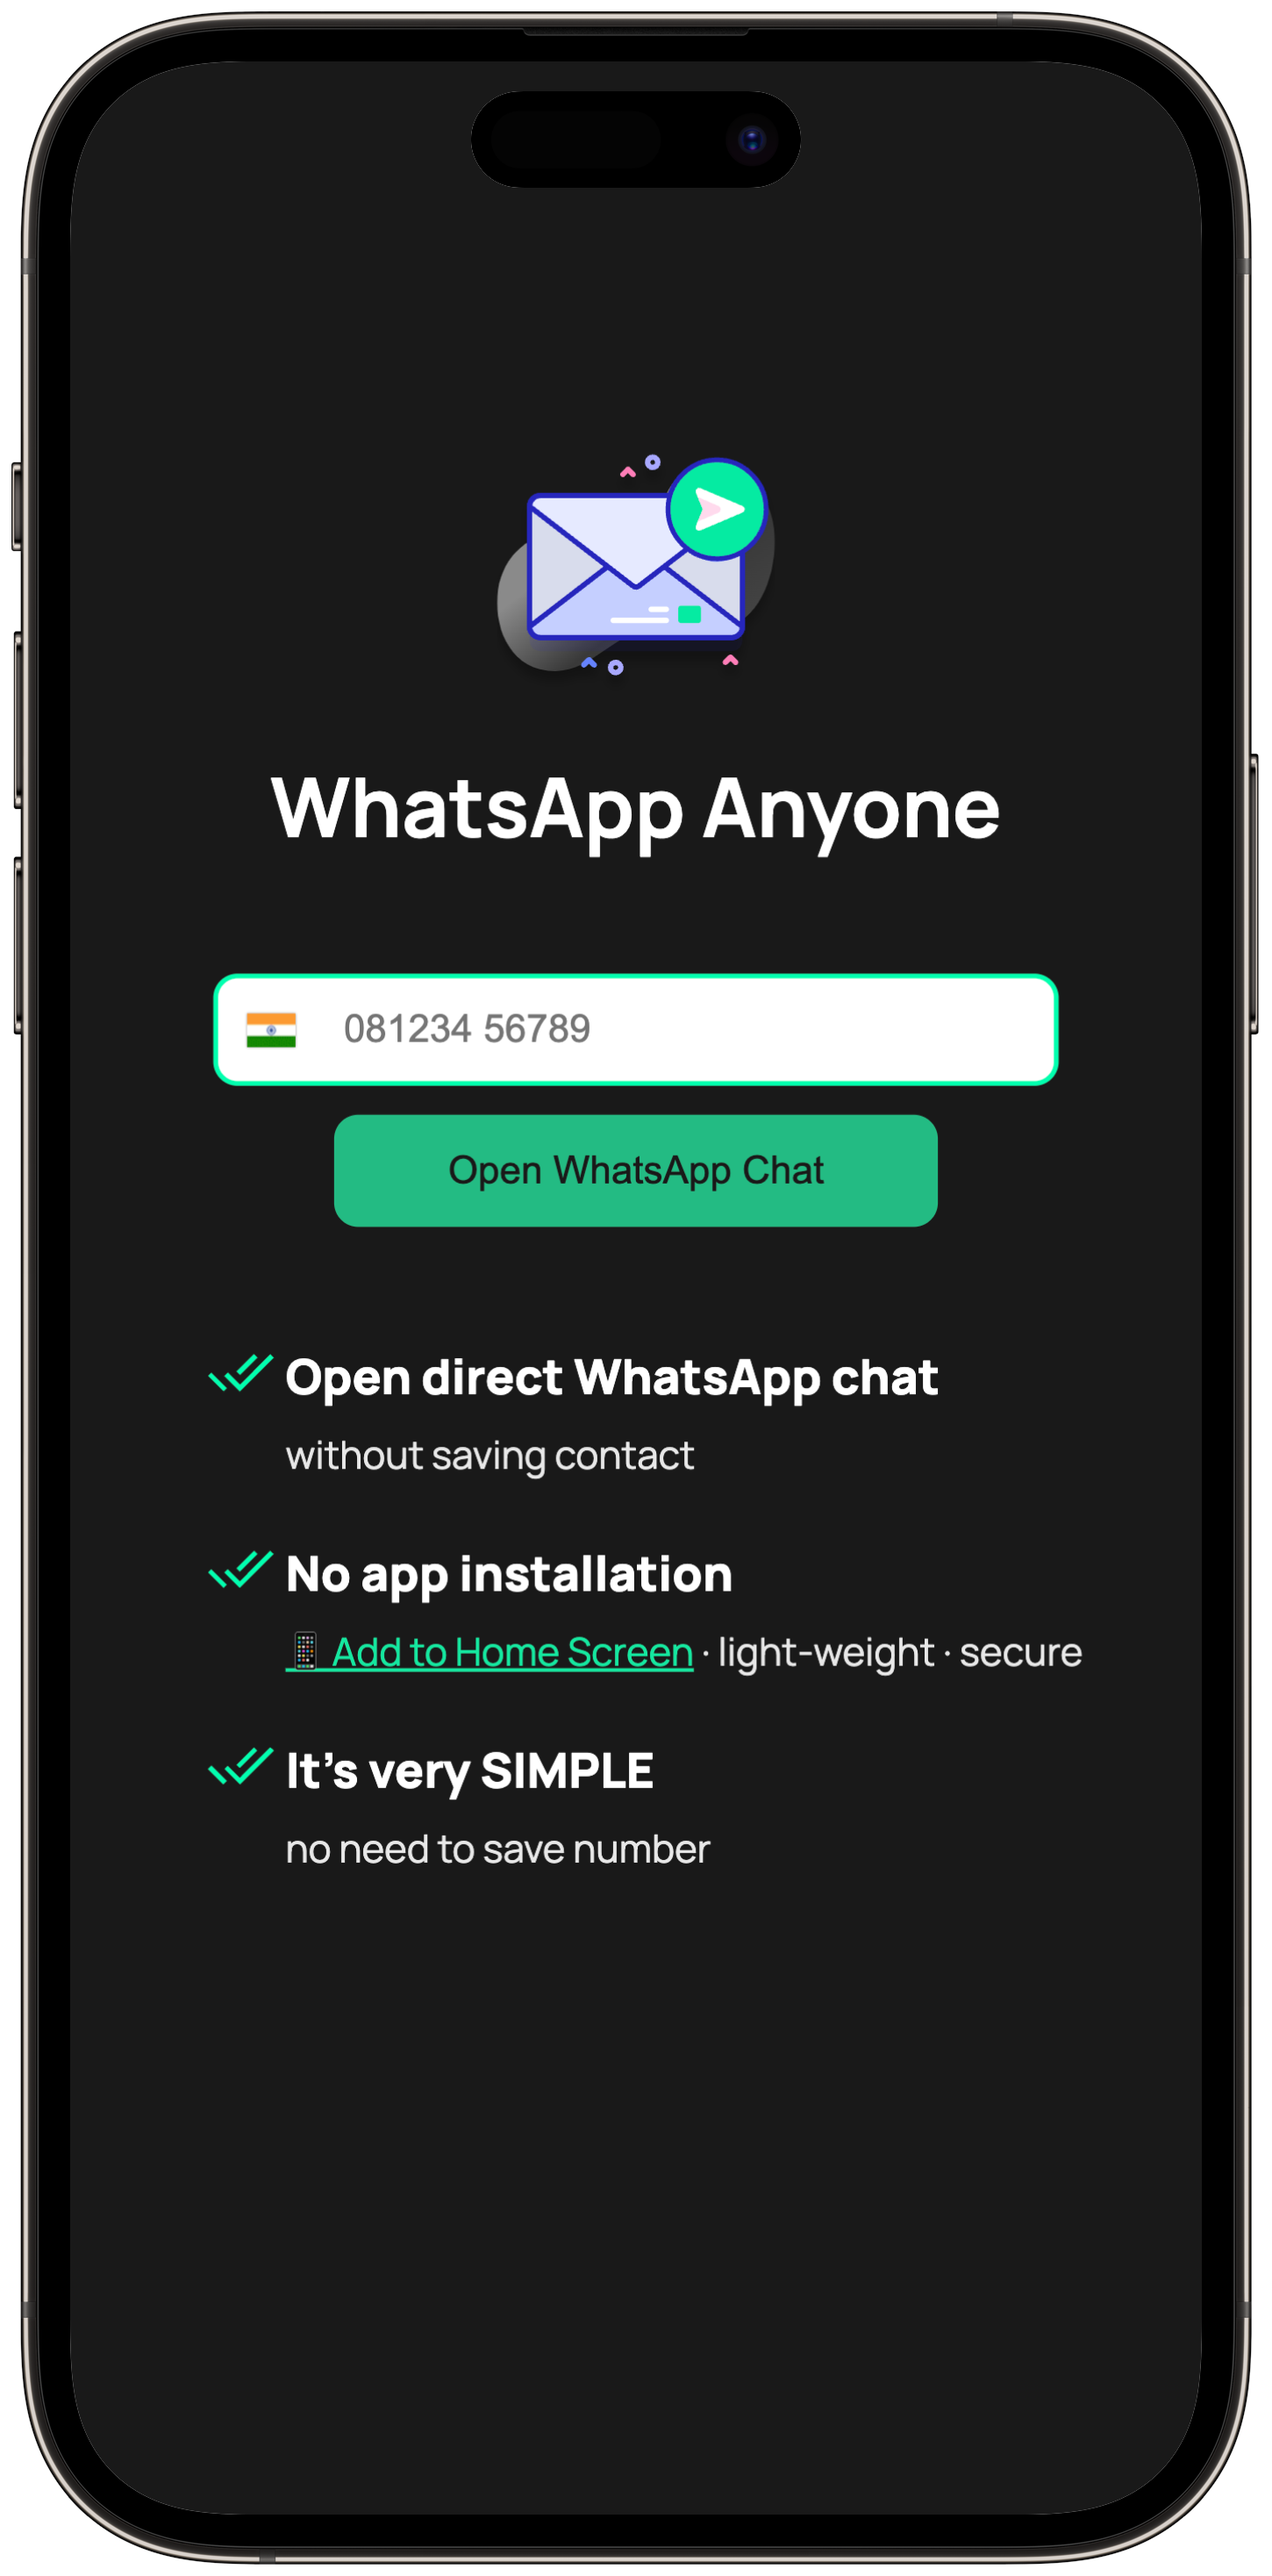 WhatsApp Anyone
081234 56789
Open WhatsApp Chat
Open direct WhatsApp chat
without saving contact
No app installation
📱 Add to Home Screen · light-weight · secure
It’s very SIMPLE
no need to save number